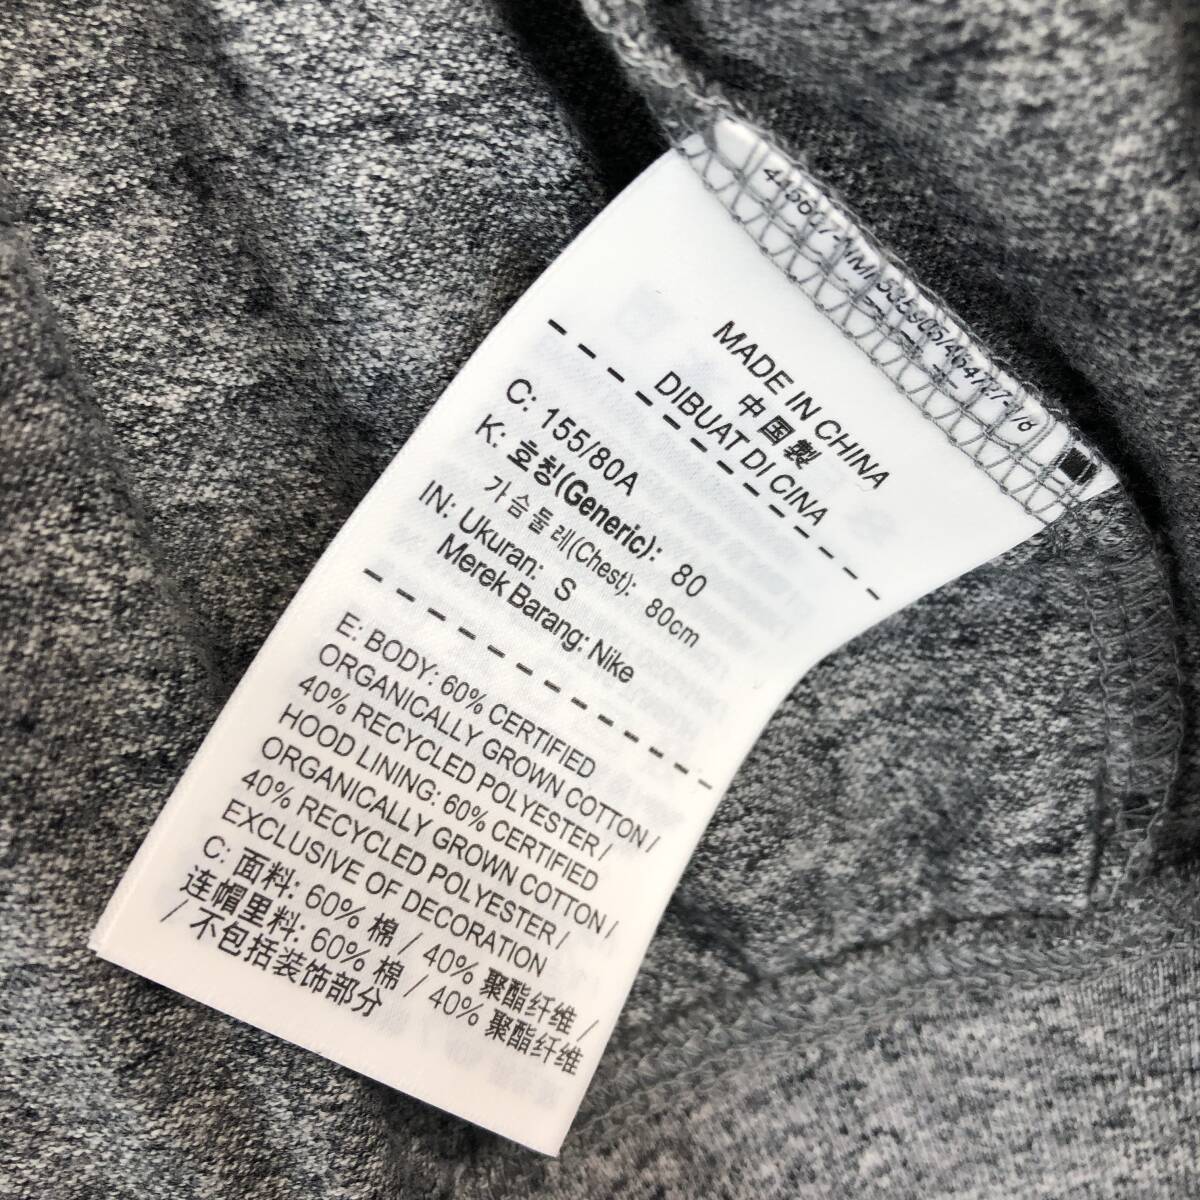 MADE IN CHINA
中国製
DIBUAT DI CINA
C: 155/80A
K: 호칭(Generic): 80
가슴둘레(Chest): 80cm
IN: Ukuran: S
Merek Barang: Nike
E: BODY: 60% CERTIFIED
ORGANICALLY GROWN COTTON /
40% RECYCLED POLYESTER /
HOOD LINING: 60% CERTIFIED
ORGANICALLY GROWN COTTON /
40% RECYCLED POLYESTER /
EXCLUSIVE OF DECORATION
C: 面料: 60% 棉 / 40% 聚酯纤维 /
连帽里料: 60% 棉 / 40% 聚酯纤维
/ 不包括装饰部分